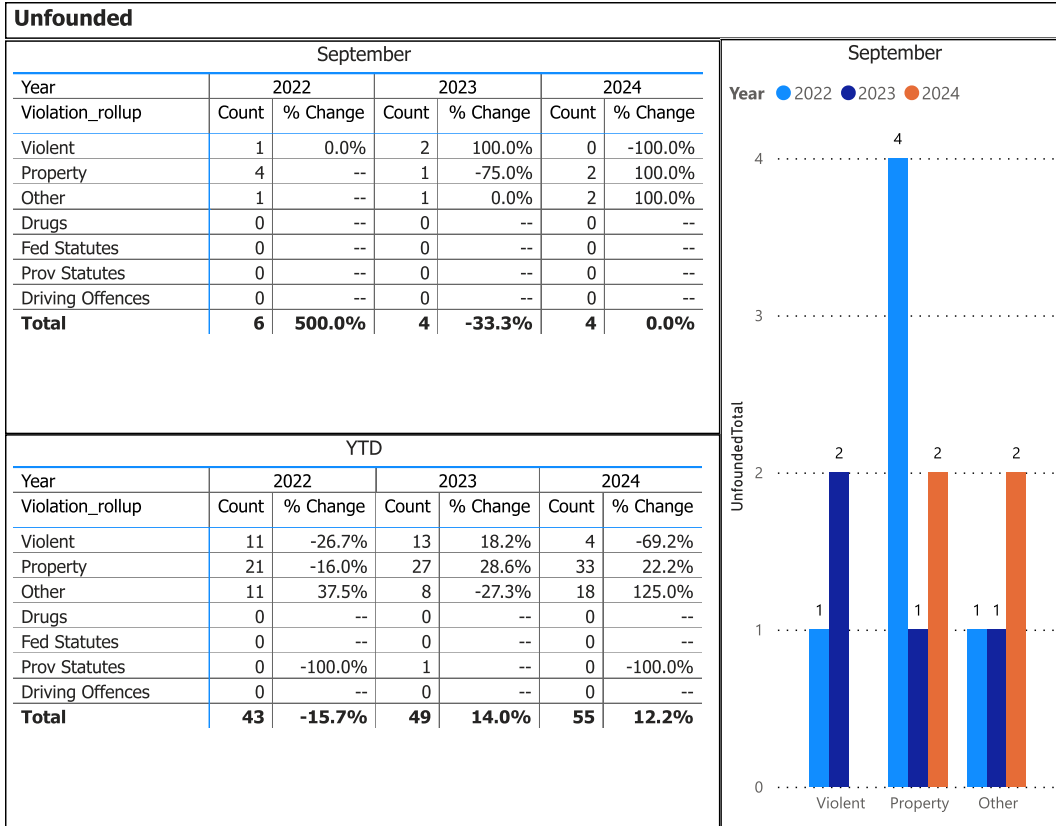 Unfounded
September
Year 2022 2023 2024
Violation_rollup Count % Change Count % Change Count % Change
Violent 1 0.0% 2 100.0% 0 -100.0%
Property 4 -- 1 -75.0% 2 100.0%
Other 1 -- 1 0.0% 2 100.0%
Drugs 0 -- 0 -- 0 --
Fed Statutes 0 -- 0 -- 0 --
Prov Statutes 0 -- 0 -- 0 --
Driving Offences 0 -- 0 -- 0 --
Total 6 500.0% 4 -33.3% 4 0.0%
YTD
Year 2022 2023 2024
Violation_rollup Count % Change Count % Change Count % Change
Violent 11 -26.7% 13 18.2% 4 -69.2%
Property 21 -16.0% 27 28.6% 33 22.2%
Other 11 37.5% 8 -27.3% 18 125.0%
Drugs 0 -- 0 -- 0 --
Fed Statutes 0 -- 0 -- 0 --
Prov Statutes 0 -100.0% 1 -- 0 -100.0%
Driving Offences 0 -- 0 -- 0 --
Total 43 -15.7% 49 14.0% 55 12.2%
September
Year 2022 2023 2024
4
4
3
2 2 2
2
UnfoundedTotal
1 1 1 1
1
0
Violent Property Other